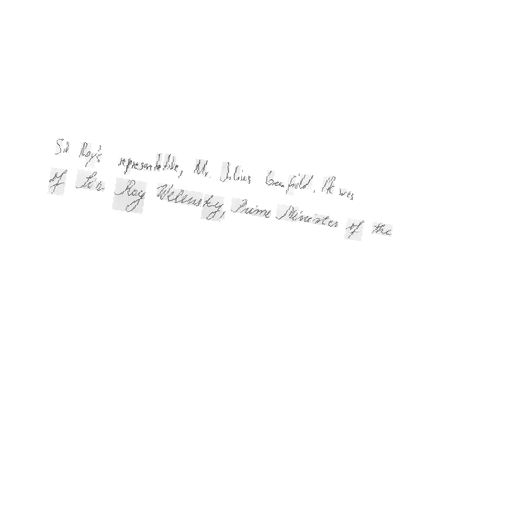 Sir Roy's representative, Mr. Julius Greenfield. He was
of Sir Roy Welensky, Prime Minister of the